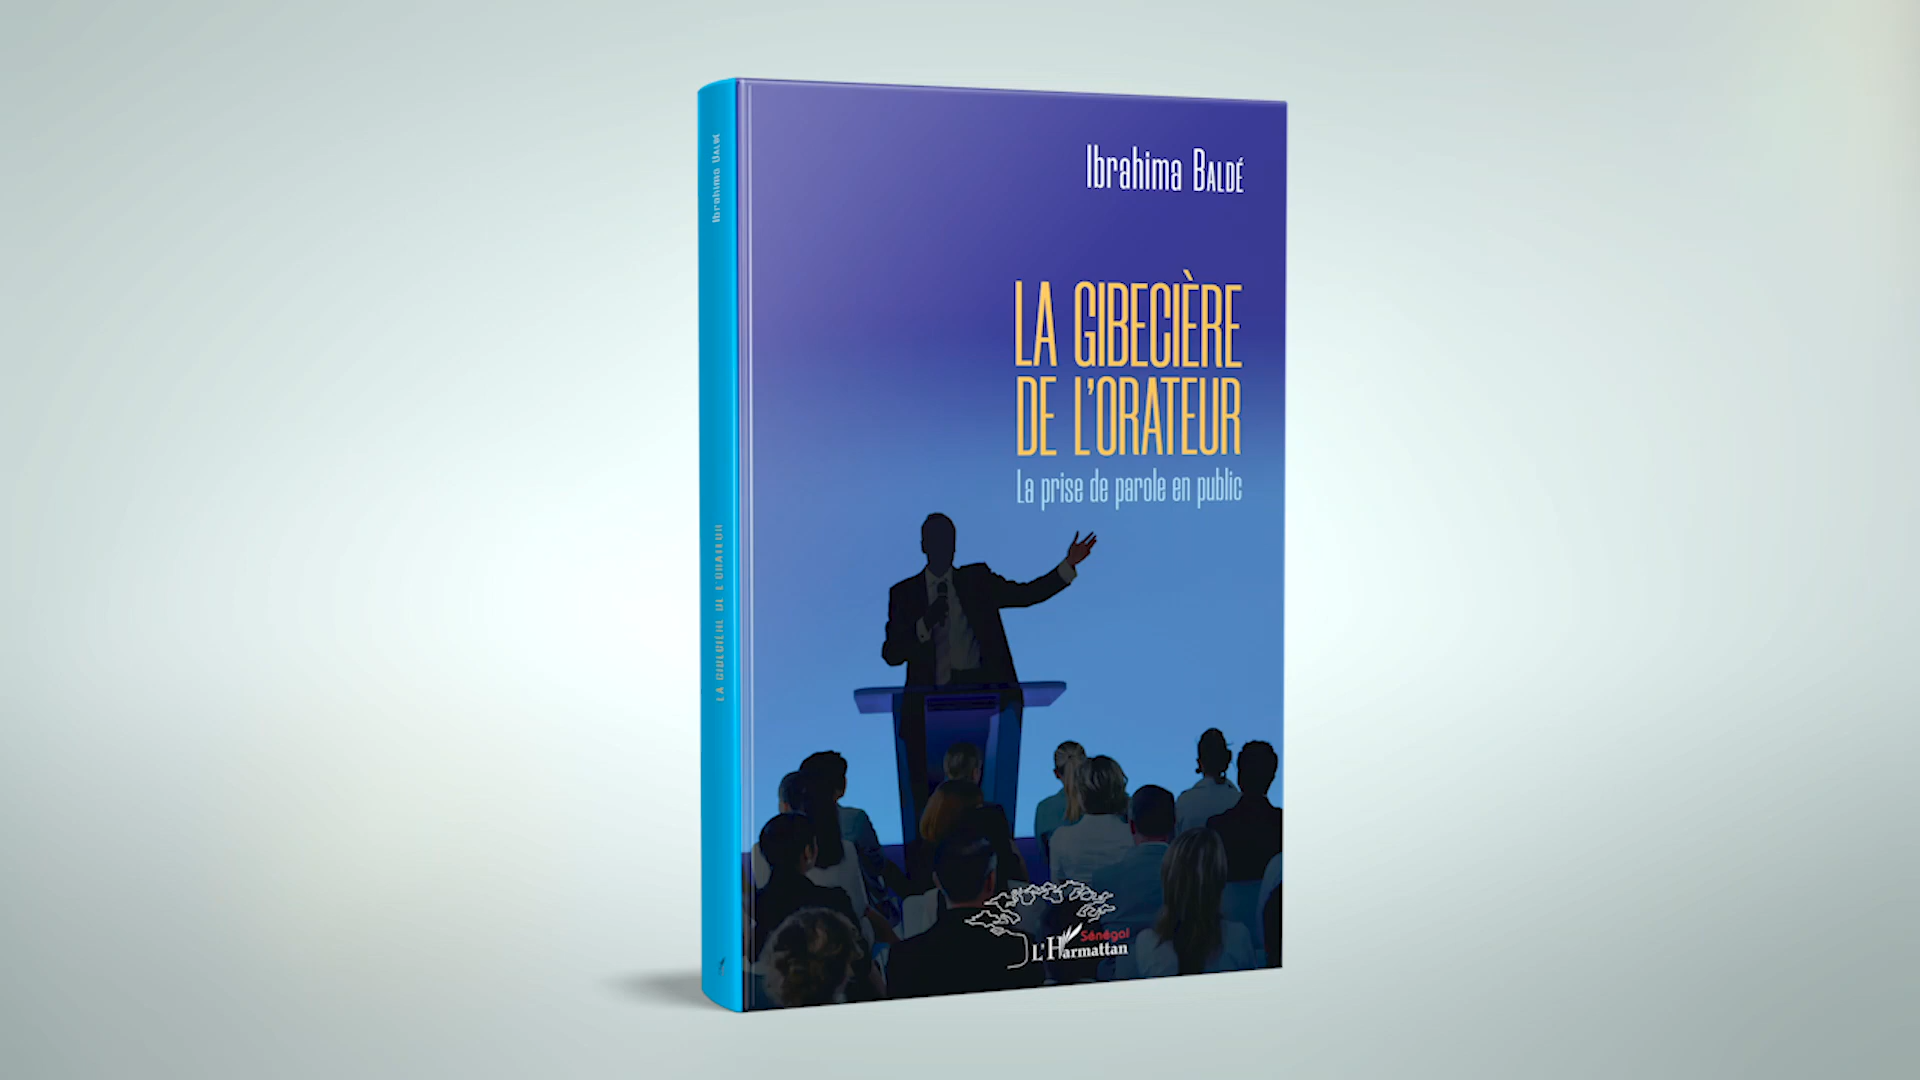 Ibrahima BALDÉ
LA GIBECIÈRE
DE L'ORATEUR
La prise de parole en public
Sénégal
L'Harmattan
Ibrahima BALDÉ
LA GIBECIÈRE DE L'ORATEUR